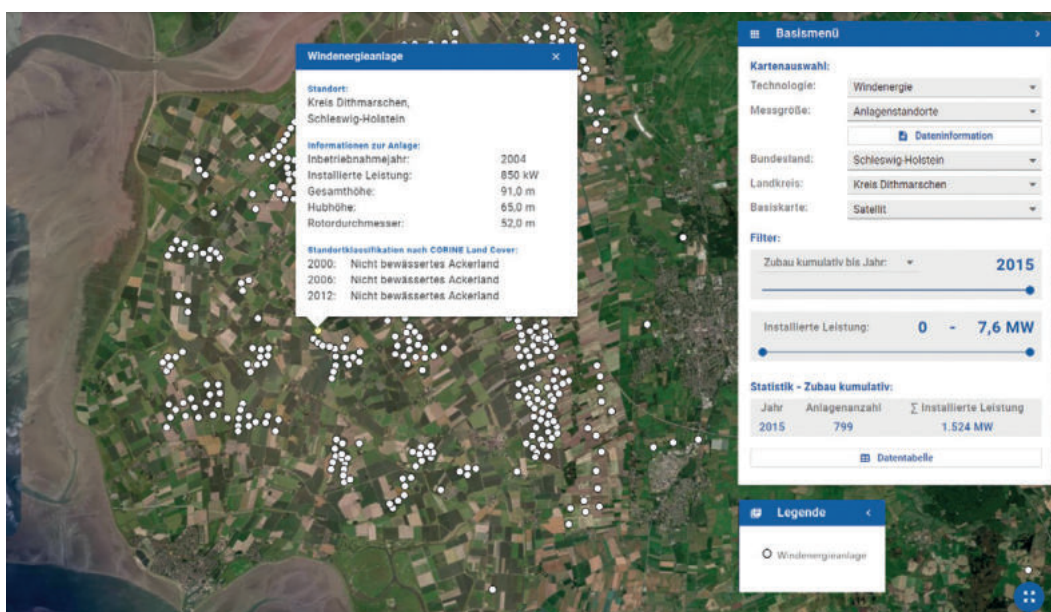 Windenergieanlage ×
Standort:
Kreis Dithmarschen,
Schleswig-Holstein
Informationen zur Anlage:
Inbetriebnahmejahr: 2004
Installierte Leistung: 850 kW
Gesamthöhe: 91,0 m
Hubhöhe: 65,0 m
Rotordurchmesser: 52,0 m
Standortklassifikation nach CORINE Land Cover:
2000: Nicht bewässertes Ackerland
2006: Nicht bewässertes Ackerland
2012: Nicht bewässertes Ackerland
Basismenü
Kartenauswahl:
Technologie: Windenergie
Messgröße: Anlagenstandorte
Dateninformation
Bundesland: Schleswig-Holstein
Landkreis: Kreis Dithmarschen
Basiskarte: Satellit
Filter:
Zubau kumulativ bis Jahr: 2015
Installierte Leistung: 0 - 7,6 MW
Statistik - Zubau kumulativ:
Jahr Anlagenanzahl ∑ Installierte Leistung
2015 799 1.524 MW
Datentabelle
Legende
Windenergieanlage